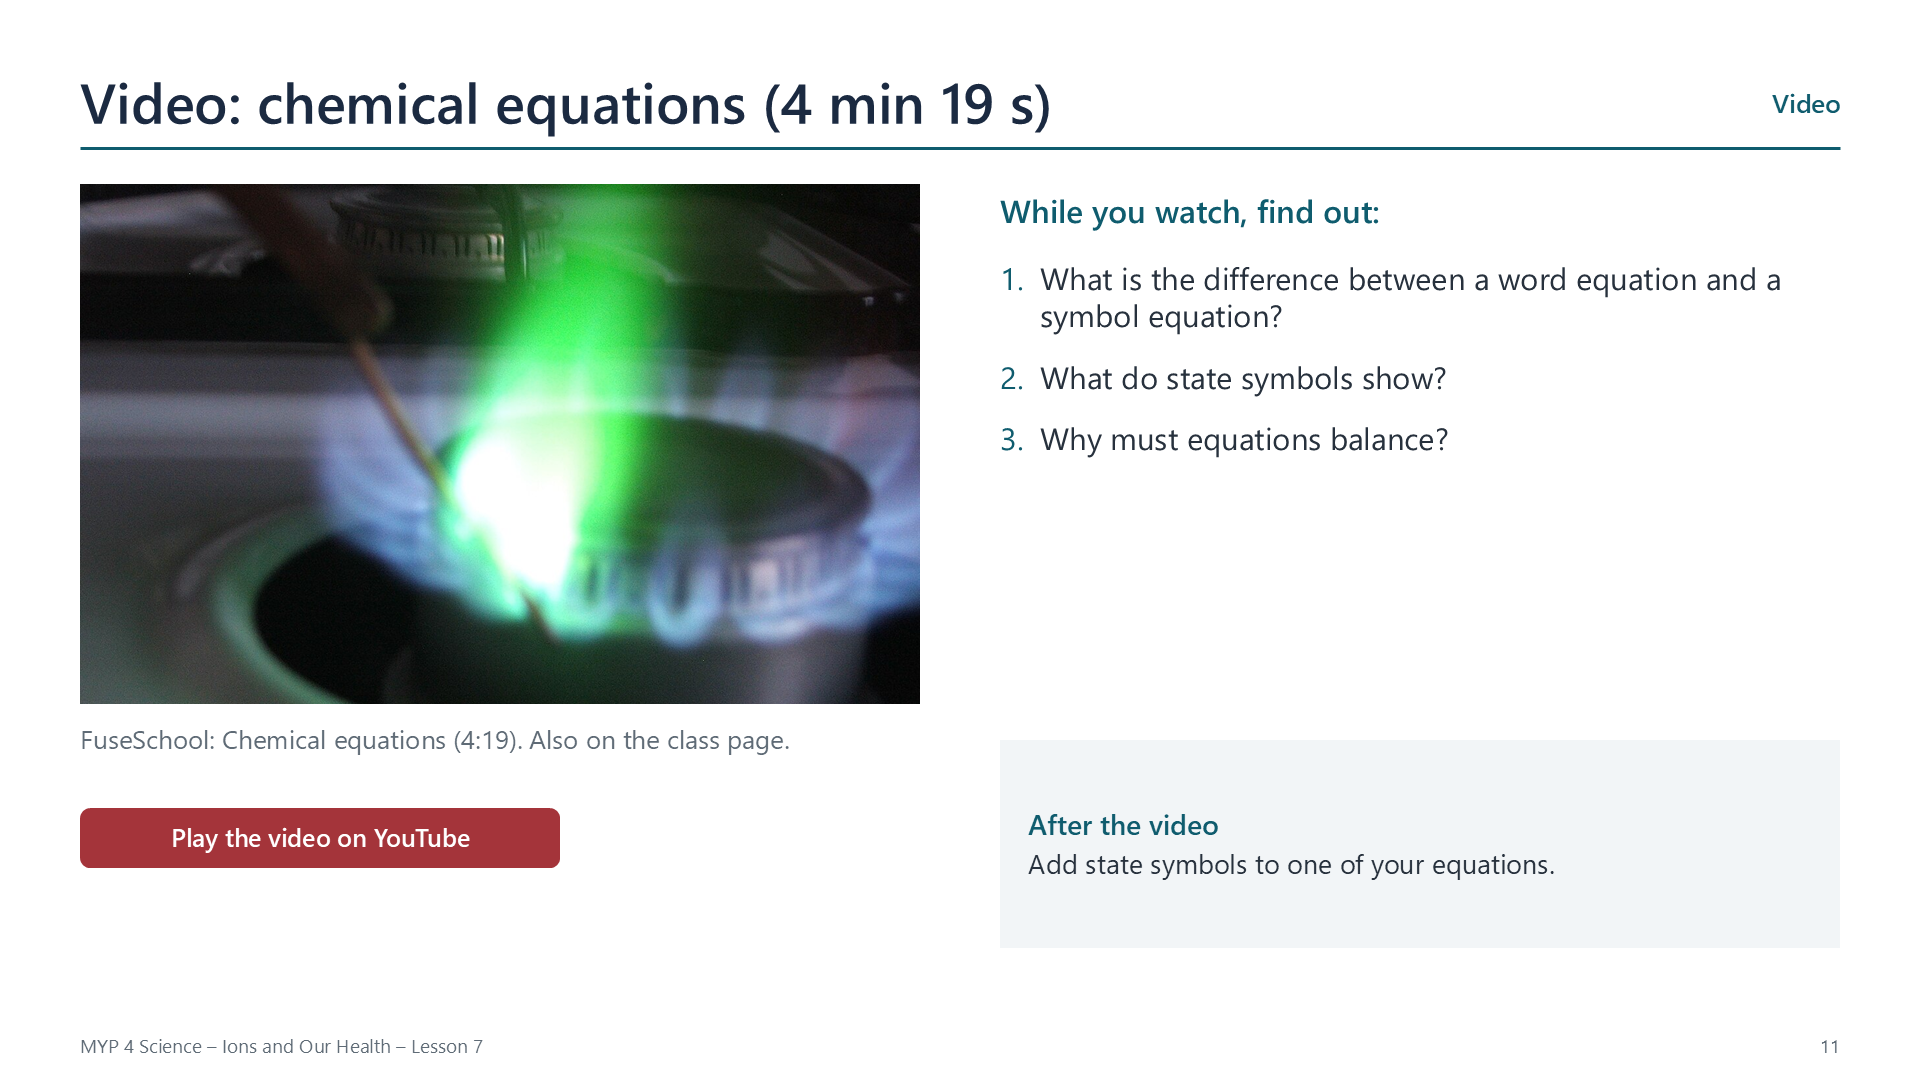 Video: chemical equations (4 min 19 s)
Video
While you watch, find out:
1. What is the difference between a word equation and a
symbol equation?
2. What do state symbols show?
3. Why must equations balance?
FuseSchool: Chemical equations (4:19). Also on the class page.
Play the video on YouTube
After the video
Add state symbols to one of your equations.
MYP 4 Science – Ions and Our Health – Lesson 7
11